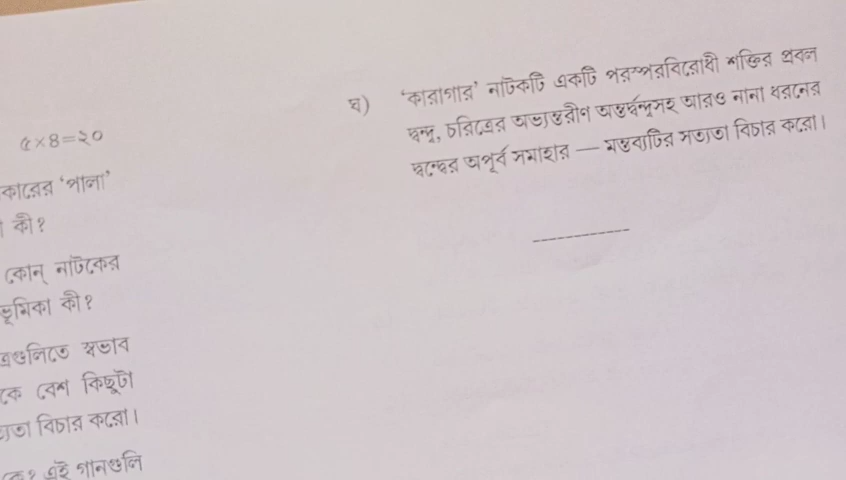 ৫×৪=২০
কারের ‘পালা’
কী?
কোন্ নাটকের
ভূমিকা কী?
স্বভাব
কে বেশ কিছুটা
বিচার করো।
এই গানগুলি
ঘ) ‘কারাগার’ নাটকটি একটি পরস্পরবিরোধী শক্তির প্রবল
দ্বন্দ্ব, চরিত্রের অভ্যন্তরীণ অন্তর্দ্বন্দ্বসহ আরও নানা ধরনের
দ্বন্দ্বের অপূর্ব সমাহার — মন্তব্যটির সত্যতা বিচার করো।